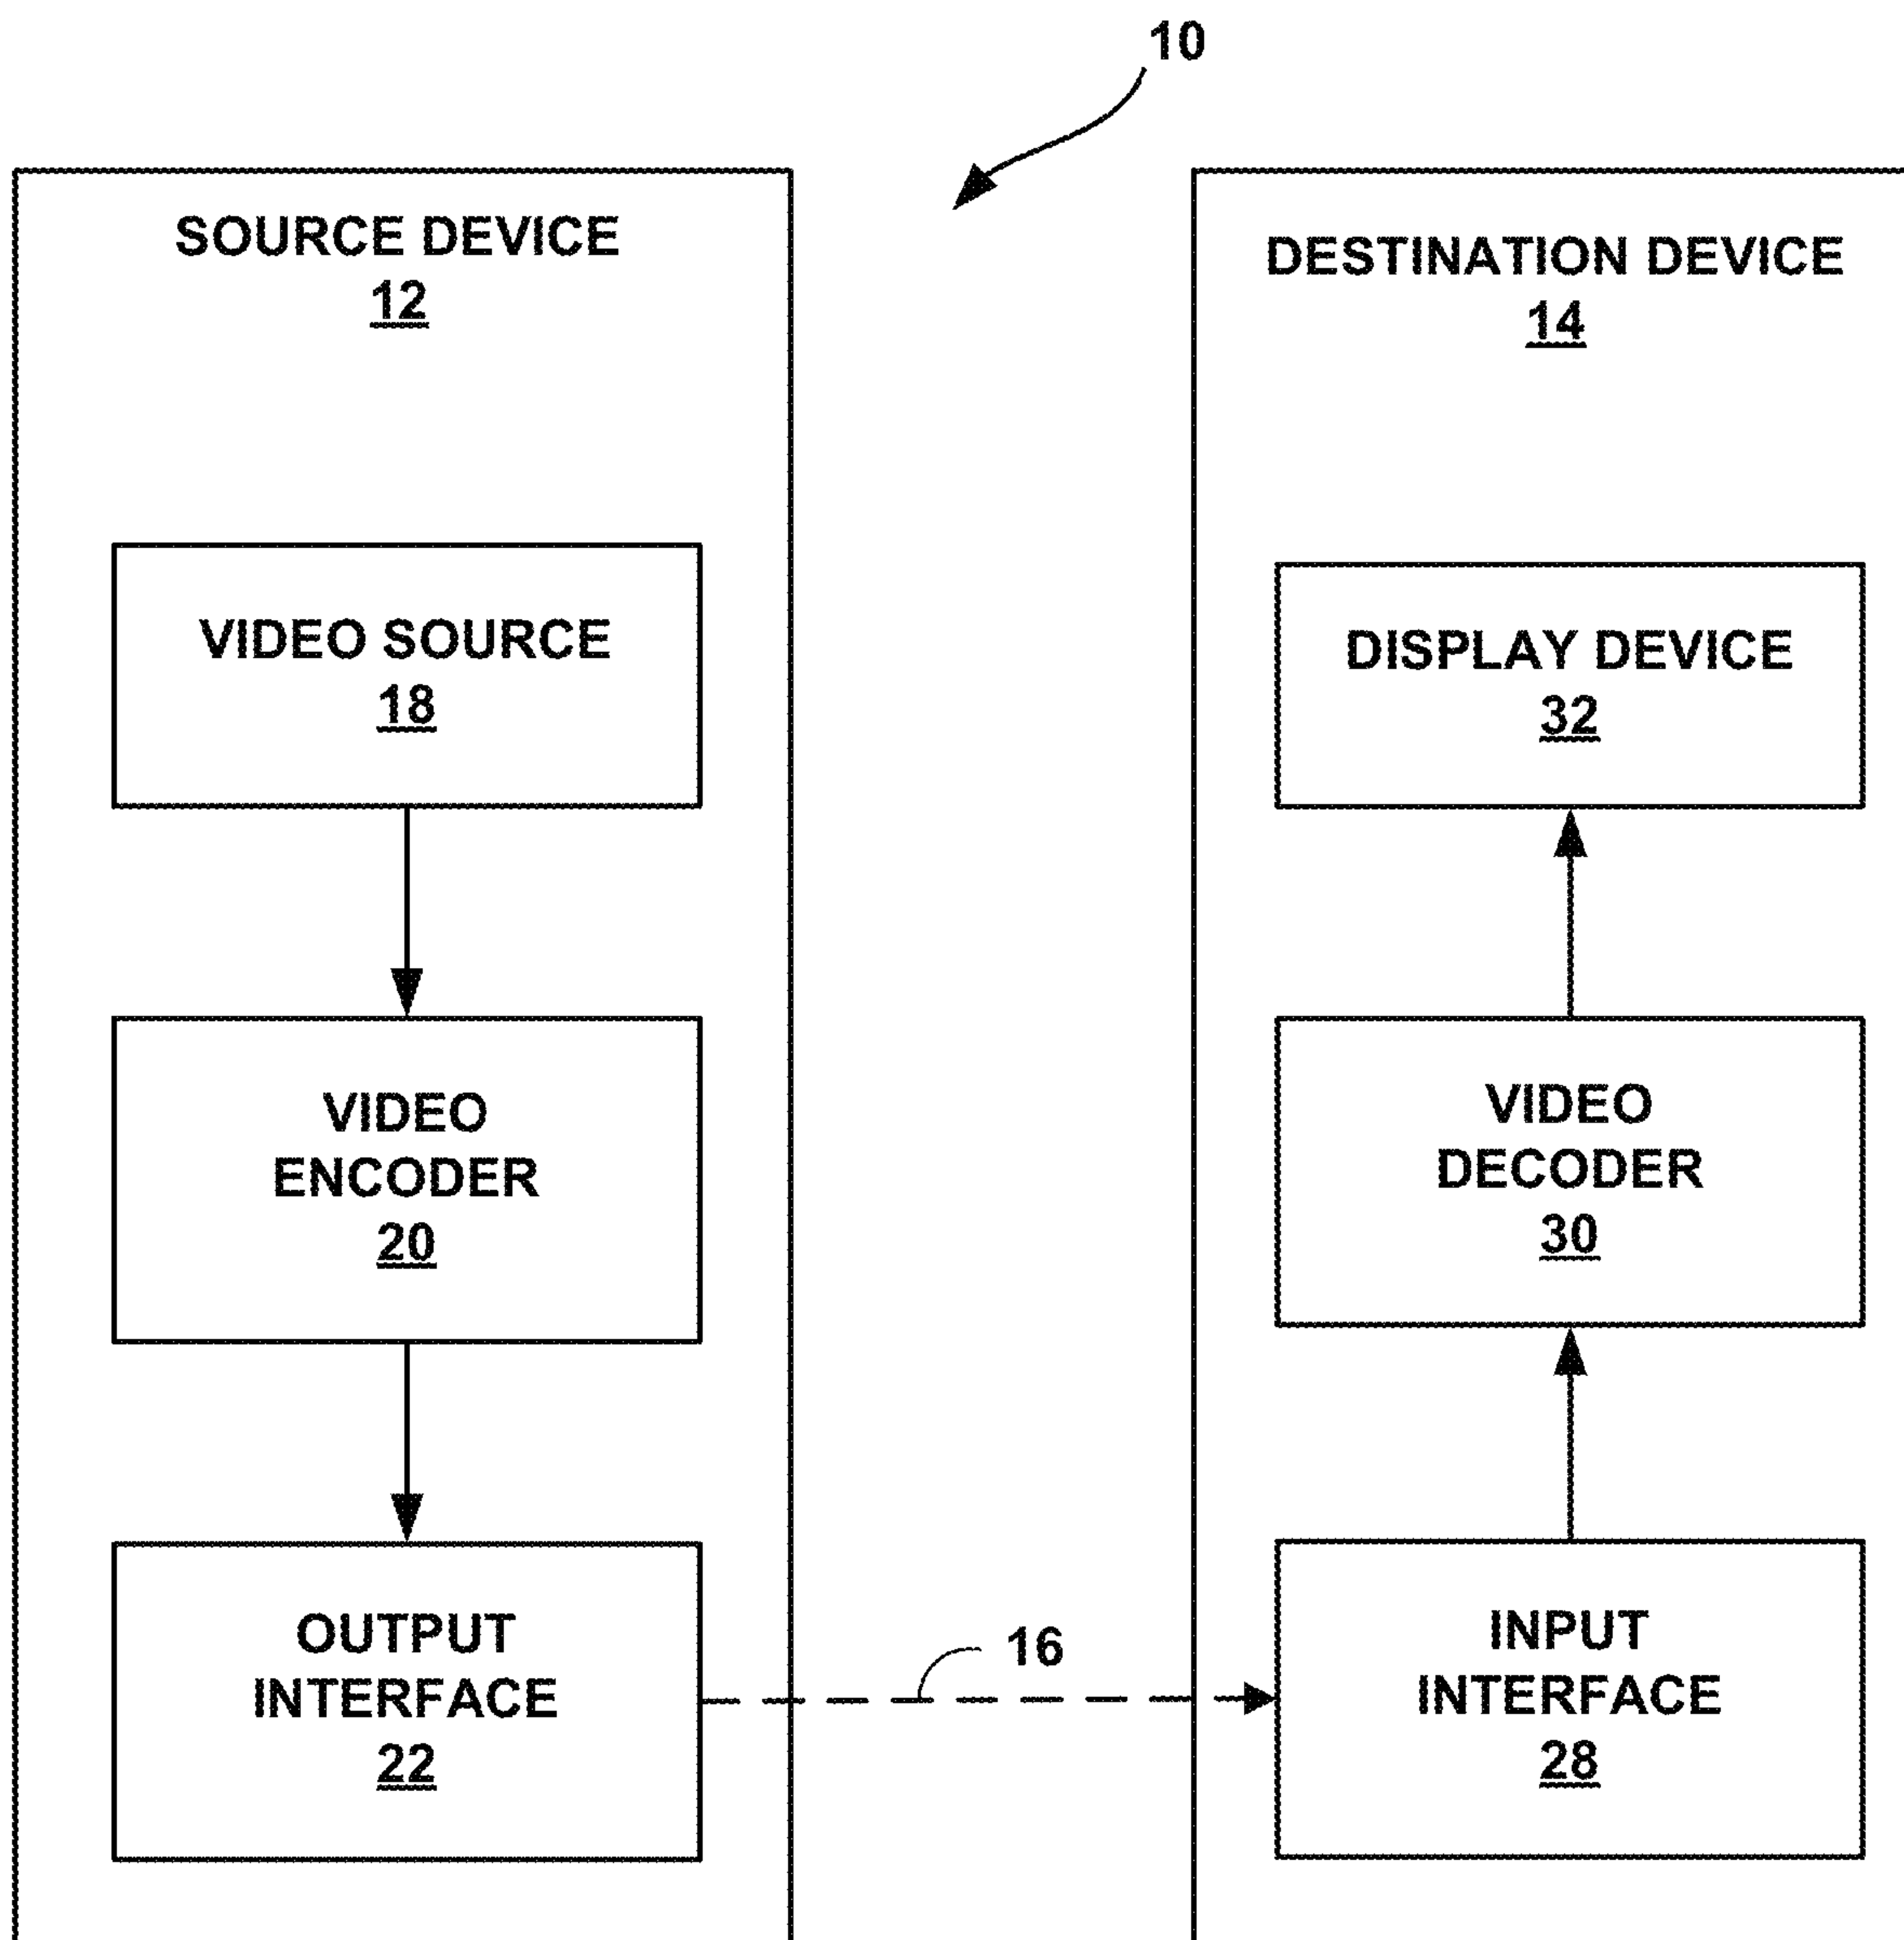 10
SOURCE DEVICE
12
VIDEO SOURCE
18
VIDEO
ENCODER
20
OUTPUT
INTERFACE
22
16
DESTINATION DEVICE
14
DISPLAY DEVICE
32
VIDEO
DECODER
30
INPUT
INTERFACE
28